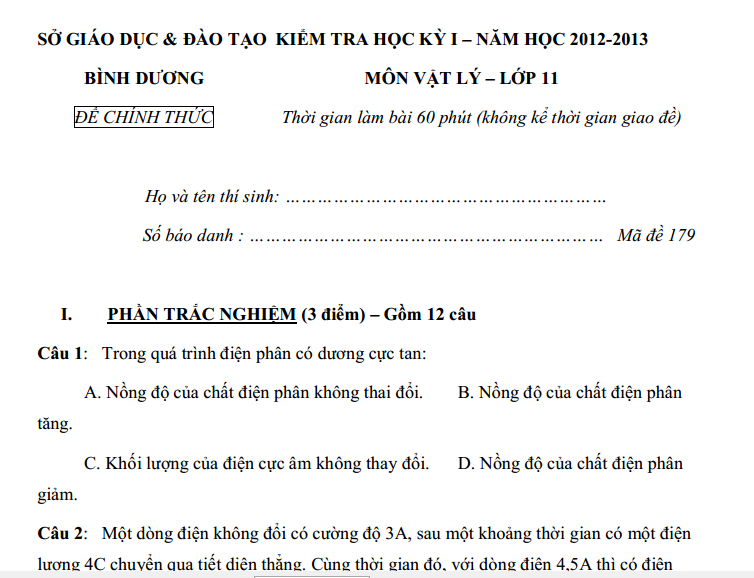 SỞ GIÁO DỤC & ĐÀO TẠO KIỂM TRA HỌC KỲ I – NĂM HỌC 2012-2013
BÌNH DƯƠNG MÔN VẬT LÝ – LỚP 11
ĐỀ CHÍNH THỨC Thời gian làm bài 60 phút (không kể thời gian giao đề)
Họ và tên thí sinh: ……………………………………………………
Số báo danh : ………………………………………………………… Mã đề 179
I. PHẦN TRẮC NGHIỆM (3 điểm) – Gồm 12 câu
Câu 1: Trong quá trình điện phân có dương cực tan:
A. Nồng độ của chất điện phân không thai đổi. B. Nồng độ của chất điện phân
tăng.
C. Khối lượng của điện cực âm không thay đổi. D. Nồng độ của chất điện phân
giảm.
Câu 2: Một dòng điện không đổi có cường độ 3A, sau một khoảng thời gian có một điện
lượng 4C chuyển qua tiết diện thẳng. Cùng thời gian đó, với dòng điện 4,5A thì có điện